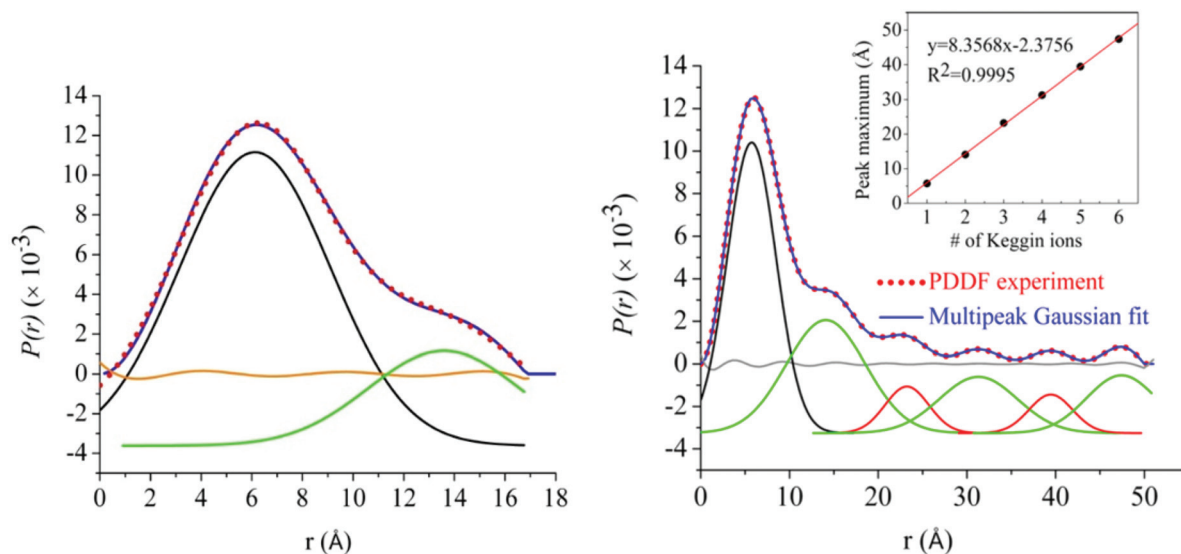 P(r) (× 10⁻³)
14
12
10
8
6
4
2
0
-2
-4
0 2 4 6 8 10 12 14 16 18
r (Å)
P(r) (× 10⁻³)
14
12
10
8
6
4
2
0
-2
-4
0 10 20 30 40 50
r (Å)
Peak maximum (Å)
50
40
30
20
10
0
y=8.3568x-2.3756
R²=0.9995
1 2 3 4 5 6
# of Keggin ions
PDDF experiment
Multipeak Gaussian fit